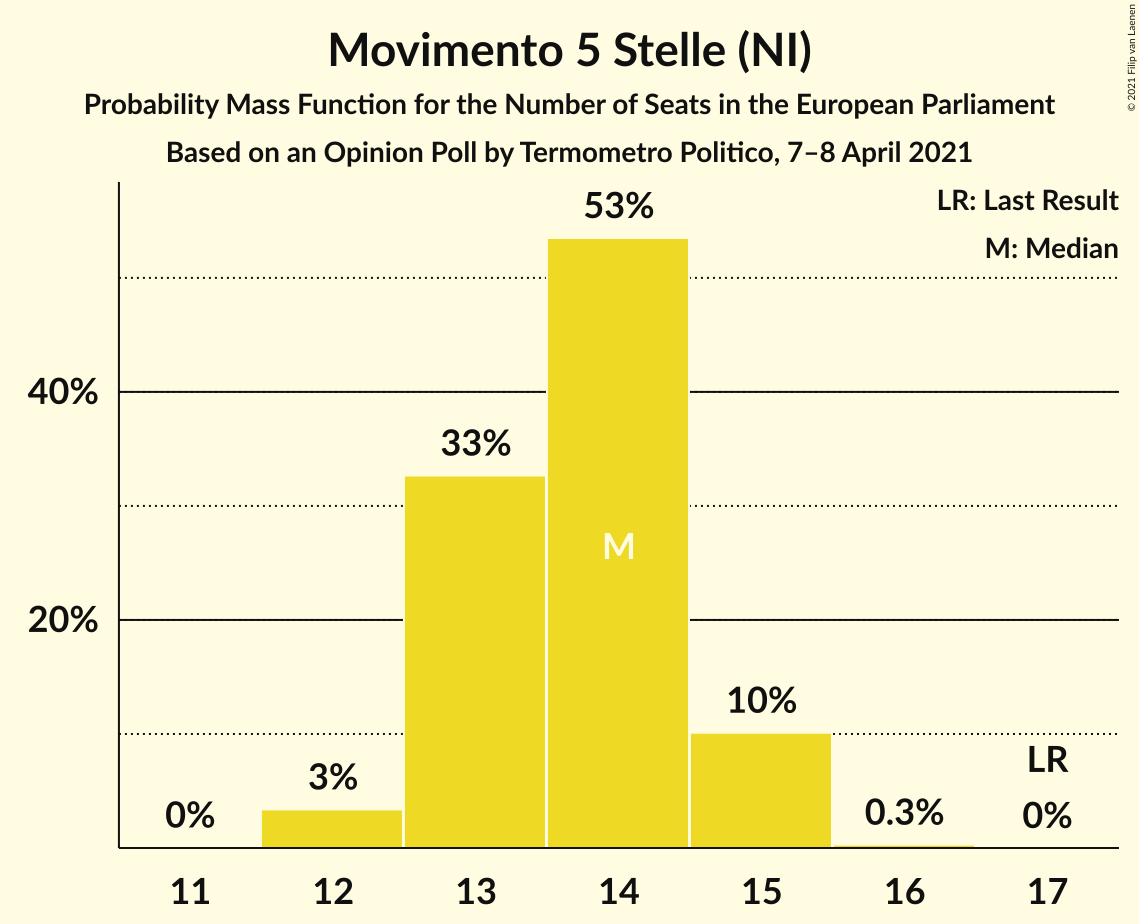 Movimento 5 Stelle (NI)
Probability Mass Function for the Number of Seats in the European Parliament
Based on an Opinion Poll by Termometro Politico, 7–8 April 2021
© 2021 Filip van Laenen
LR: Last Result
M: Median
53%
40%
33%
M
20%
10%
LR
3%
0%
0.3%
0%
11 12 13 14 15 16 17